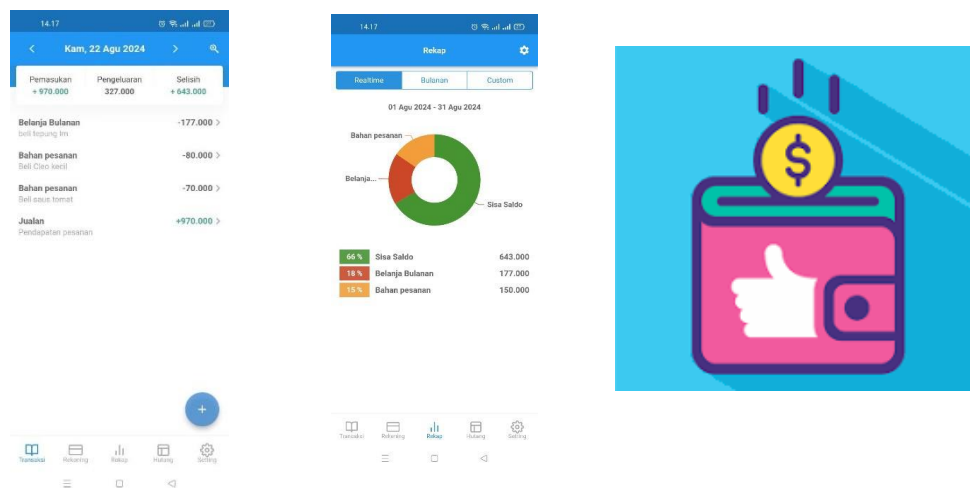 14.17
Kam, 22 Agu 2024
Pemasukan Pengeluaran Selisih
+ 970.000 327.000 + 643.000
Belanja Bulanan -177.000
beli tepung lm
Bahan pesanan -80.000
Beli Cleo kecil
Bahan pesanan -70.000
Beli saus tomat
Jualan +970.000
Pendapatan pesanan
+
Transaksi Rekening Rekap Hutang Setting
14.17
Rekap
Realtime Bulanan Custom
01 Agu 2024 - 31 Agu 2024
Bahan pesanan
Belanja...
Sisa Saldo
66 % Sisa Saldo 643.000
18 % Belanja Bulanan 177.000
15 % Bahan pesanan 150.000
Transaksi Rekening Rekap Hutang Setting
$